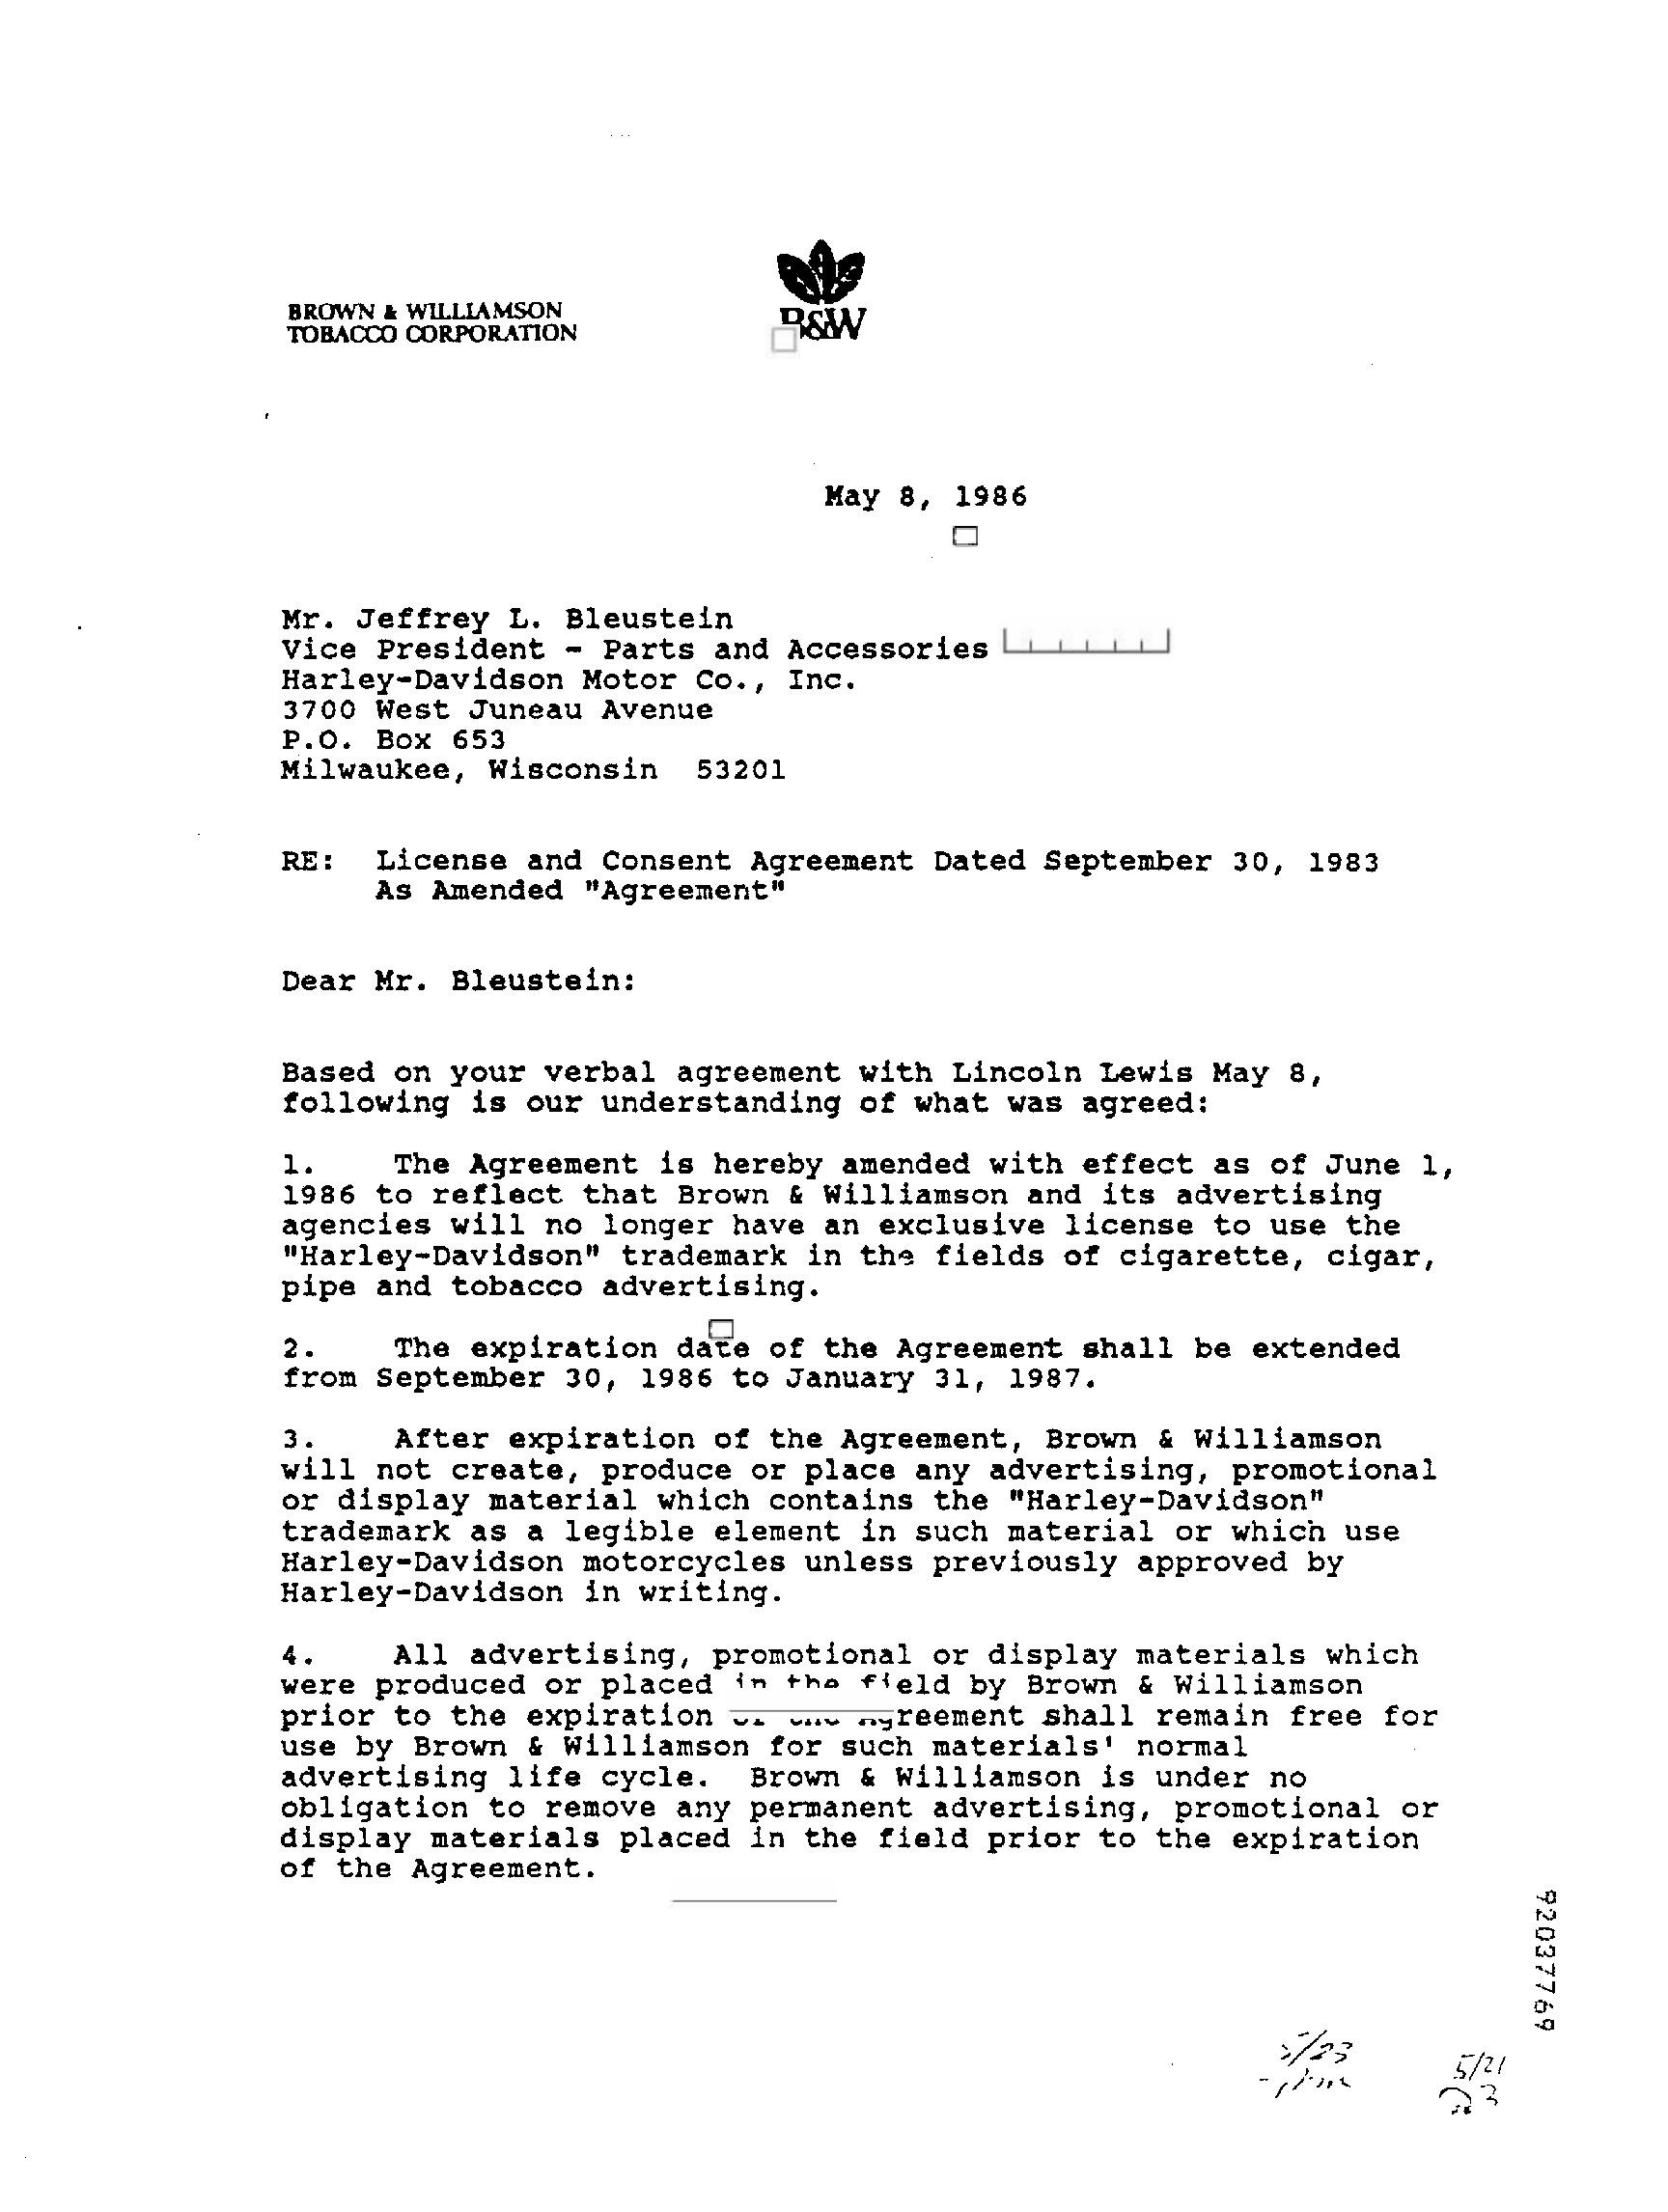 BROWN & WILLIAMSON
TOBACCO CORPORATION
B&W
May 8, 1986
Mr. Jeffrey L. Bleustein
Vice President - Parts and Accessories
Harley-Davidson Motor Co., Inc.
3700 West Juneau Avenue
P.O. Box 653
Milwaukee, Wisconsin 53201
RE: License and Consent Agreement Dated September 30, 1983
As Amended "Agreement"
Dear Mr. Bleustein:
Based on your verbal agreement with Lincoln Lewis May 8,
following is our understanding of what was agreed:
1. The Agreement is hereby amended with effect as of June 1,
1986 to reflect that Brown & Williamson and its advertising
agencies will no longer have an exclusive license to use the
"Harley-Davidson" trademark in the fields of cigarette, cigar,
pipe and tobacco advertising.
2. The expiration date of the Agreement shall be extended
from September 30, 1986 to January 31, 1987.
3. After expiration of the Agreement, Brown & Williamson
will not create, produce or place any advertising, promotional
or display material which contains the "Harley-Davidson"
trademark as a legible element in such material or which use
Harley-Davidson motorcycles unless previously approved by
Harley-Davidson in writing.
4. All advertising, promotional or display materials which
were produced or placed in the field by Brown & Williamson
prior to the expiration of the Agreement shall remain free for
use by Brown & Williamson for such materials' normal
advertising life cycle. Brown & Williamson is under no
obligation to remove any permanent advertising, promotional or
display materials placed in the field prior to the expiration
of the Agreement.
92037769
5/23
5/21